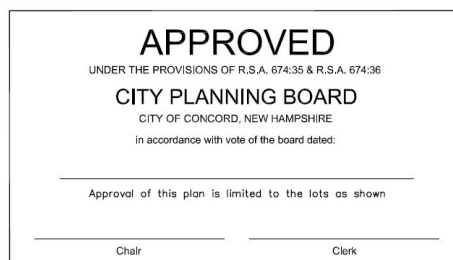 APPROVED
UNDER THE PROVISIONS OF R.S.A. 674:35 & R.S.A. 674:36
CITY PLANNING BOARD
CITY OF CONCORD, NEW HAMPSHIRE
in accordance with vote of the board dated:
Approval of this plan is limited to the lots as shown
Chair Clerk